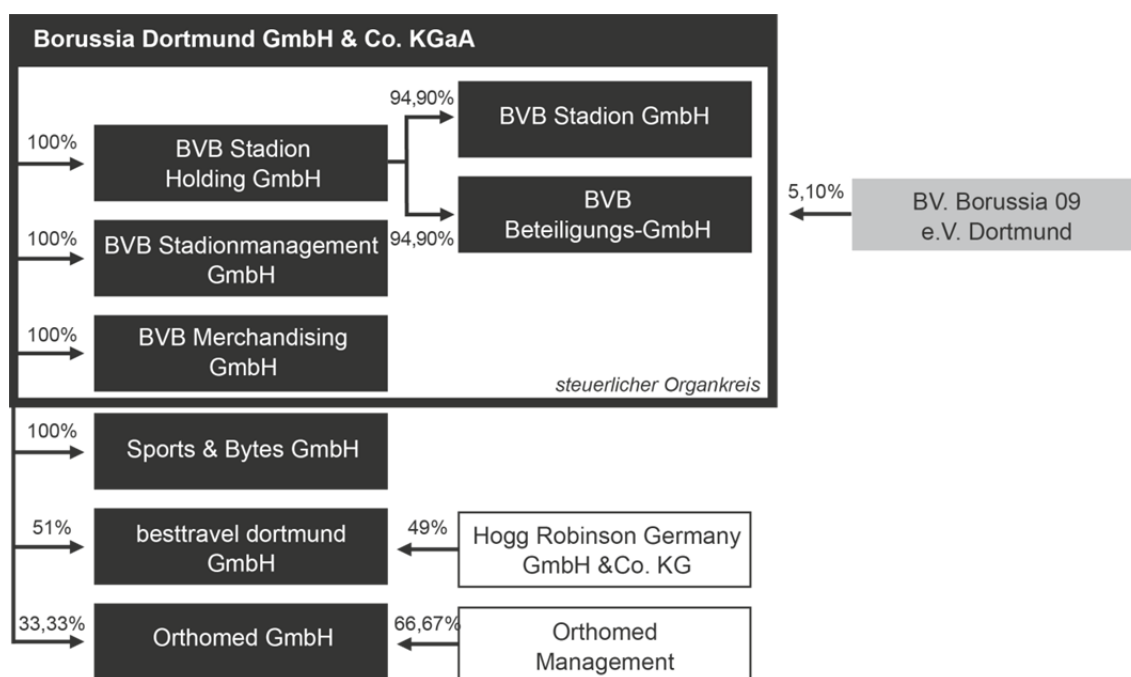 Borussia Dortmund GmbH & Co. KGaA
94,90%
BVB Stadion GmbH
100%
BVB Stadion
Holding GmbH
BVB
Beteiligungs-GmbH
5,10%
BV. Borussia 09
e.V. Dortmund
100%
BVB Stadionmanagement
GmbH
94,90%
100%
BVB Merchandising
GmbH
steuerlicher Organkreis
100%
Sports & Bytes GmbH
51%
besttravel dortmund
GmbH
49%
Hogg Robinson Germany
GmbH &Co. KG
33,33%
Orthomed GmbH
66,67%
Orthomed
Management